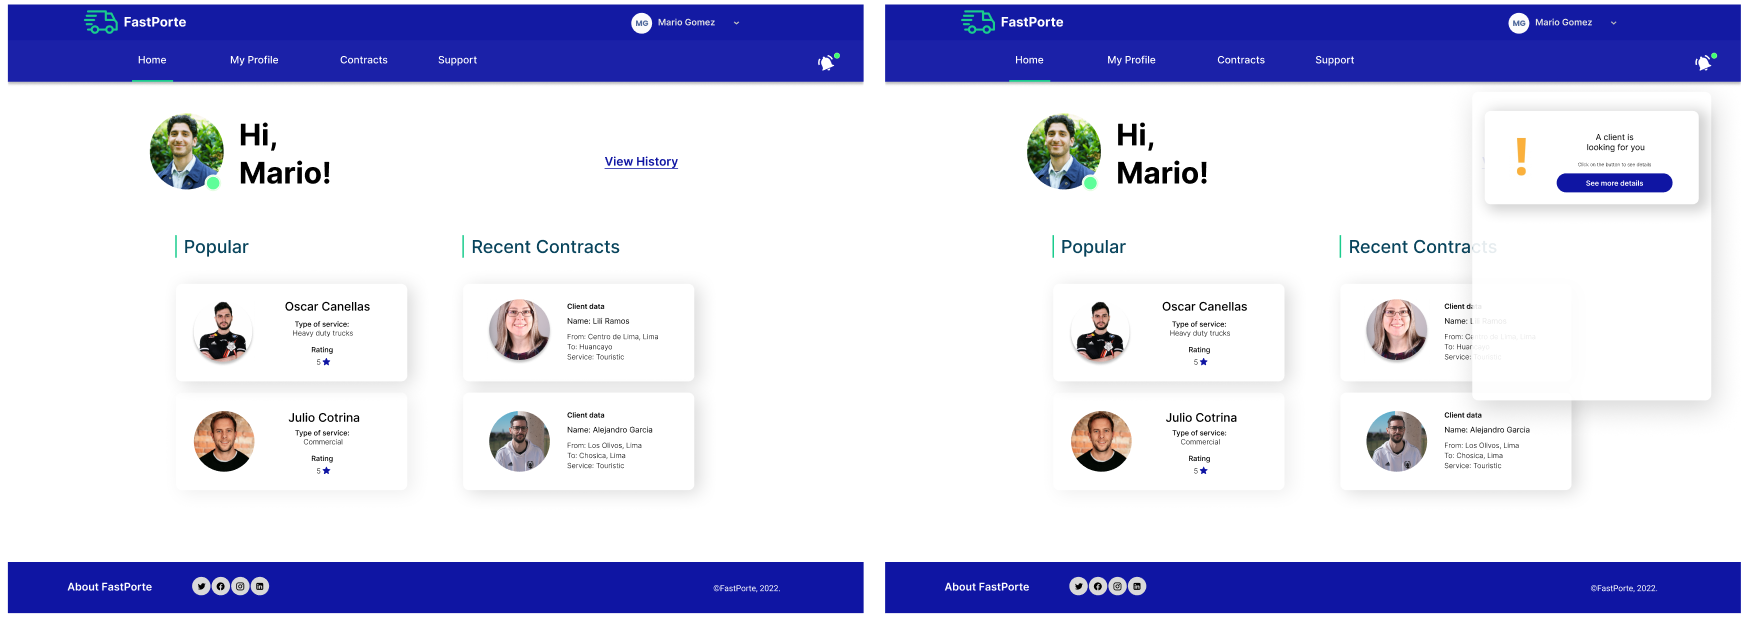 FastPorte
MG Mario Gomez
Home My Profile Contracts Support
Hi,
Mario!
View History
Popular
Oscar Canellas
Type of service:
Heavy duty trucks
Rating
5
Julio Cotrina
Type of service:
Commercial
Rating
5
Recent Contracts
Client data
Name: Lili Ramos
From: Centro de Lima, Lima
To: Huancayo
Service: Touristic
Client data
Name: Alejandro Garcia
From: Los Olivos, Lima
To: Chosica, Lima
Service: Touristic
About FastPorte
©FastPorte, 2022.
FastPorte
MG Mario Gomez
Home My Profile Contracts Support
Hi,
Mario!
A client is
looking for you
Click on the button to see details
See more details
Popular
Oscar Canellas
Type of service:
Heavy duty trucks
Rating
5
Julio Cotrina
Type of service:
Commercial
Rating
5
Recent Contracts
Client data
Name: Lili Ramos
From: Centro de Lima, Lima
To: Huancayo
Service: Touristic
Client data
Name: Alejandro Garcia
From: Los Olivos, Lima
To: Chosica, Lima
Service: Touristic
About FastPorte
©FastPorte, 2022.